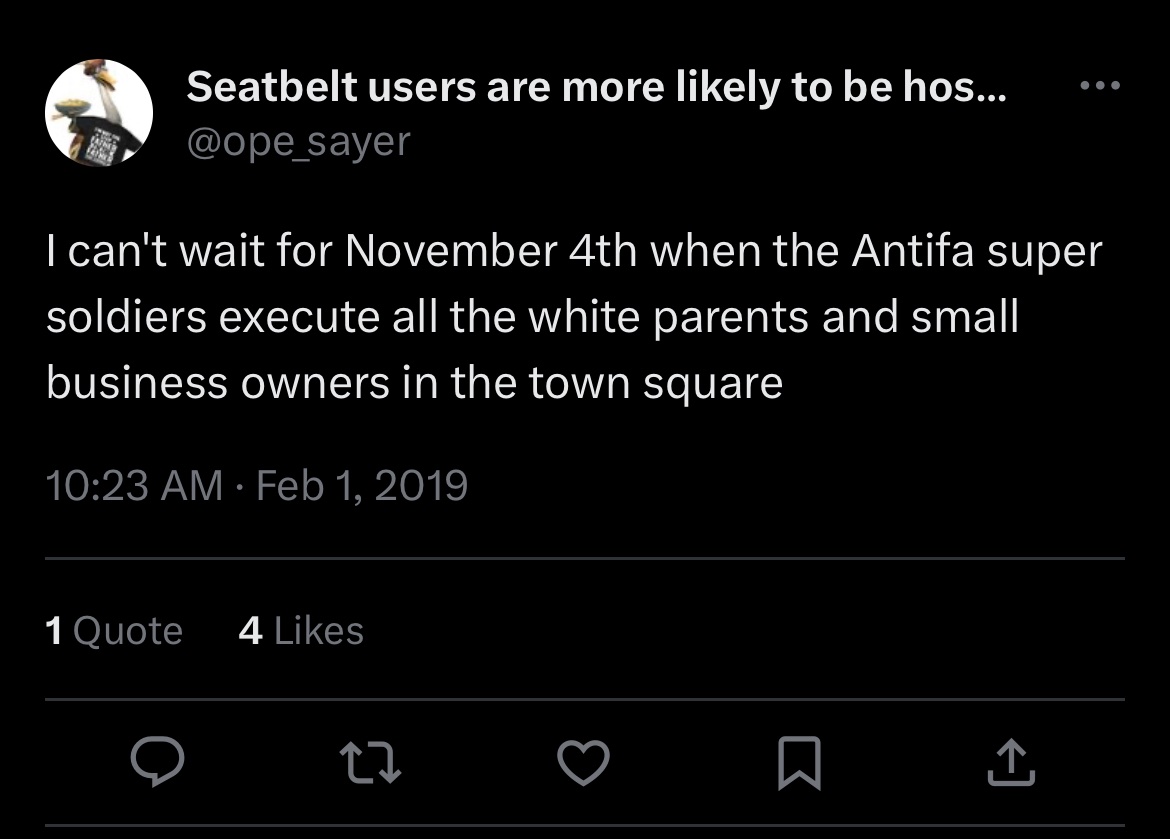 Seatbelt users are more likely to be hos...
@ope_sayer
I can't wait for November 4th when the Antifa super
soldiers execute all the white parents and small
business owners in the town square
10:23 AM · Feb 1, 2019
1 Quote 4 Likes